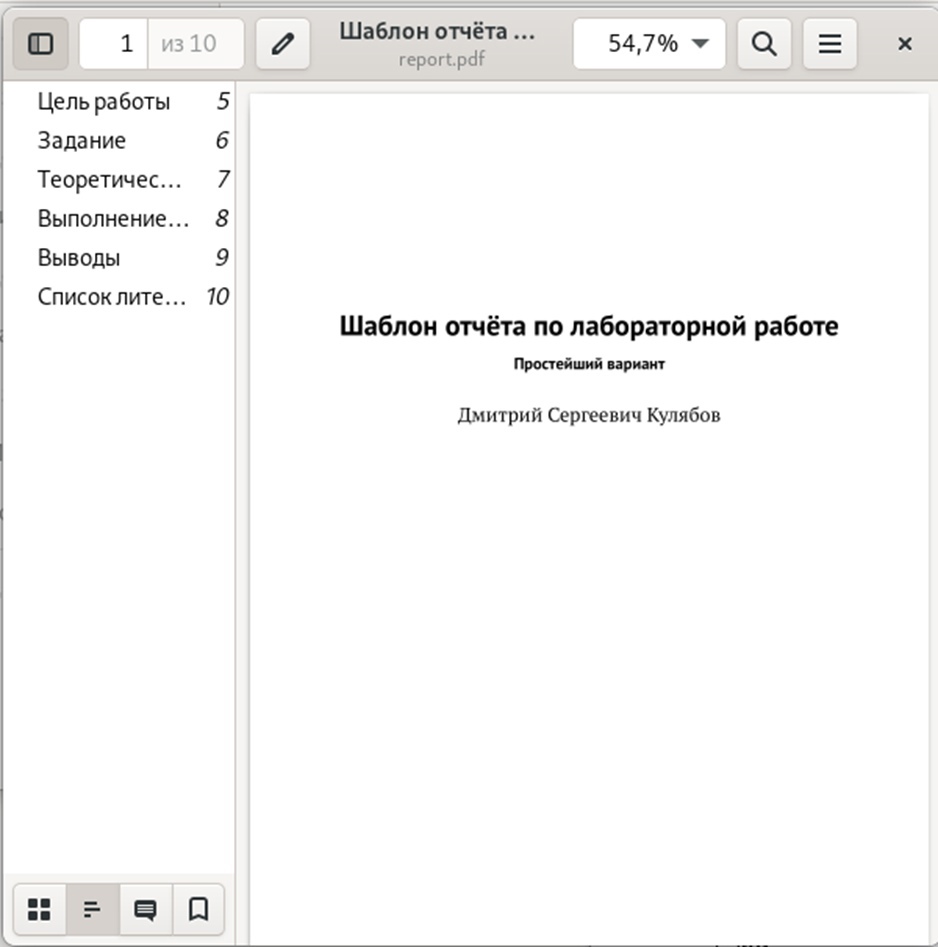 1 из 10 Шаблон отчёта ... 54,7%
report.pdf
Цель работы 5
Задание 6
Теоретичес... 7
Выполнение... 8
Выводы 9
Список лите... 10
Шаблон отчёта по лабораторной работе
Простейший вариант
Дмитрий Сергеевич Кулябов